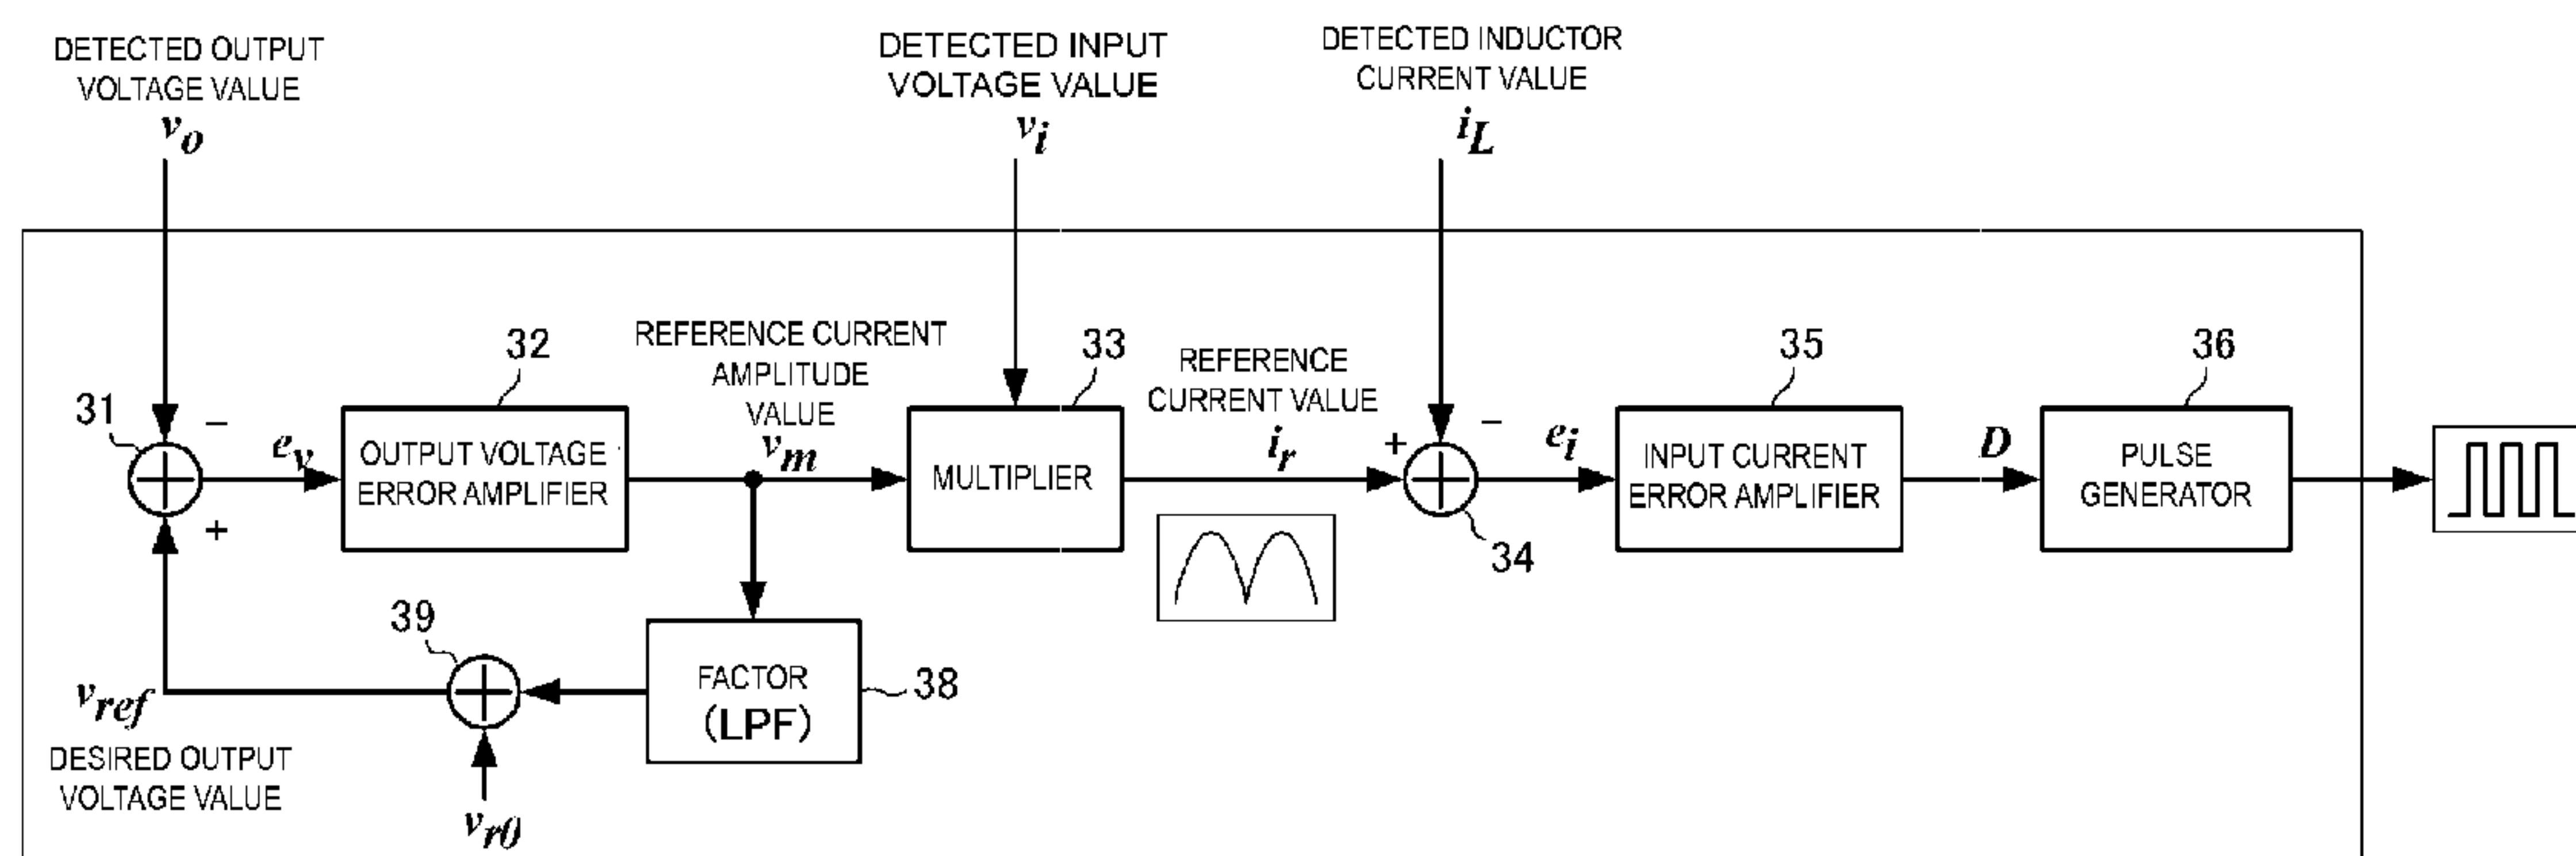 DETECTED OUTPUT
VOLTAGE VALUE
vo
DETECTED INPUT
VOLTAGE VALUE
vi
DETECTED INDUCTOR
CURRENT VALUE
iL
31
−
+
ev
32
OUTPUT VOLTAGE
ERROR AMPLIFIER
REFERENCE CURRENT
AMPLITUDE
VALUE
vm
33
MULTIPLIER
REFERENCE
CURRENT VALUE
ir
+
−
34
ei
35
INPUT CURRENT
ERROR AMPLIFIER
D
36
PULSE
GENERATOR
39
FACTOR
(LPF)
38
vref
DESIRED OUTPUT
VOLTAGE VALUE
vr0